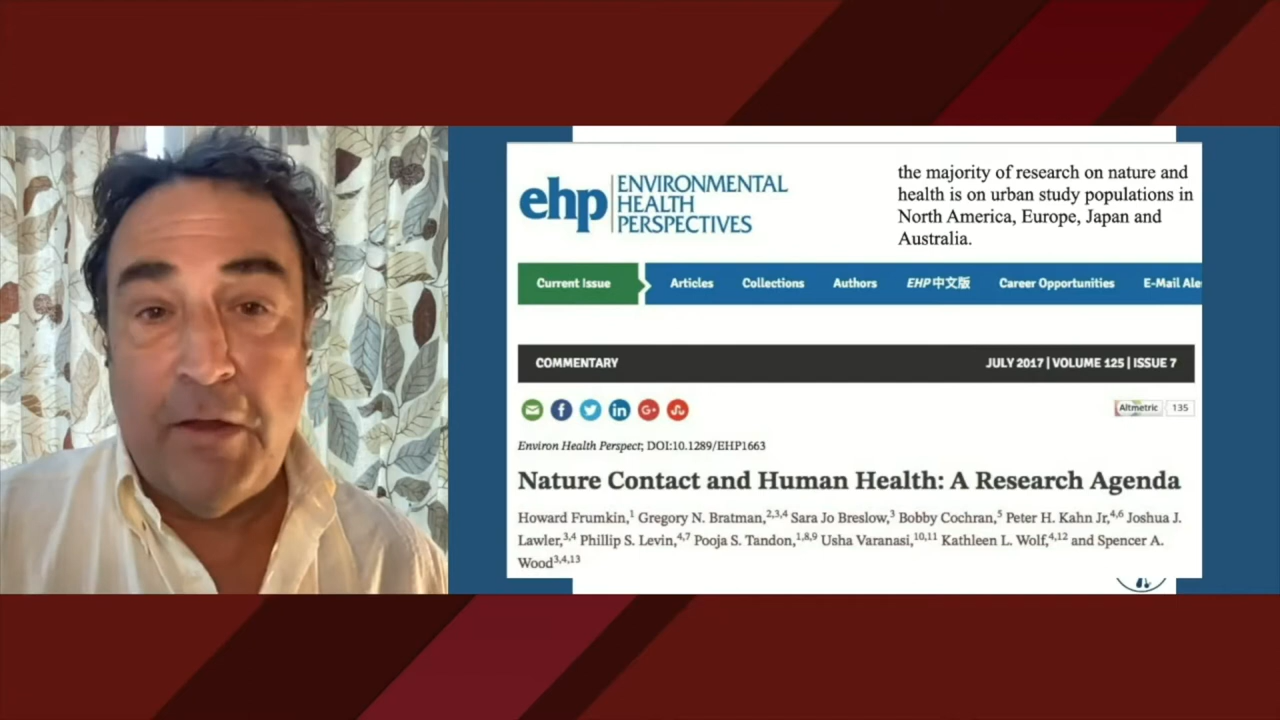 ehp ENVIRONMENTAL
HEALTH
PERSPECTIVES
the majority of research on nature and
health is on urban study populations in
North America, Europe, Japan and
Australia.
Current Issue Articles Collections Authors EHP 中文版 Career Opportunities E-Mail Ale
COMMENTARY JULY 2017 | VOLUME 125 | ISSUE 7
Altmetric 135
Environ Health Perspect; DOI:10.1289/EHP1663
Nature Contact and Human Health: A Research Agenda
Howard Frumkin,1 Gregory N. Bratman,2,3,4 Sara Jo Breslow,3 Bobby Cochran,5 Peter H. Kahn Jr,4,6 Joshua J.
Lawler,3,4 Phillip S. Levin,4,7 Pooja S. Tandon,1,8,9 Usha Varanasi,10,11 Kathleen L. Wolf,4,12 and Spencer A.
Wood3,4,13